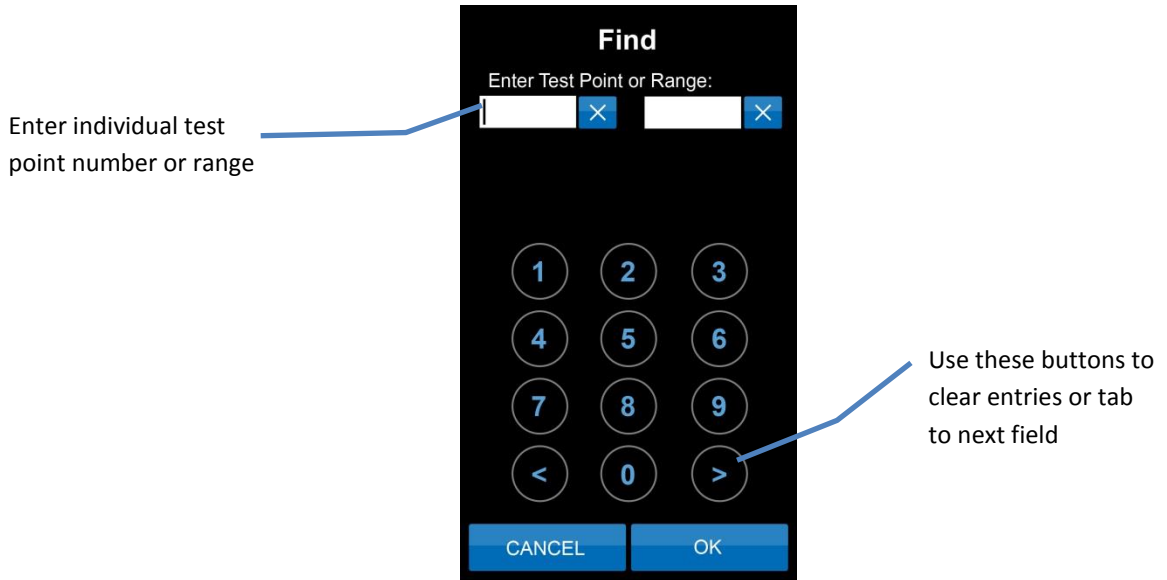 Find
Enter Test Point or Range:
Enter individual test
point number or range
1 2 3
4 5 6
7 8 9
< 0 >
Use these buttons to
clear entries or tab
to next field
CANCEL OK